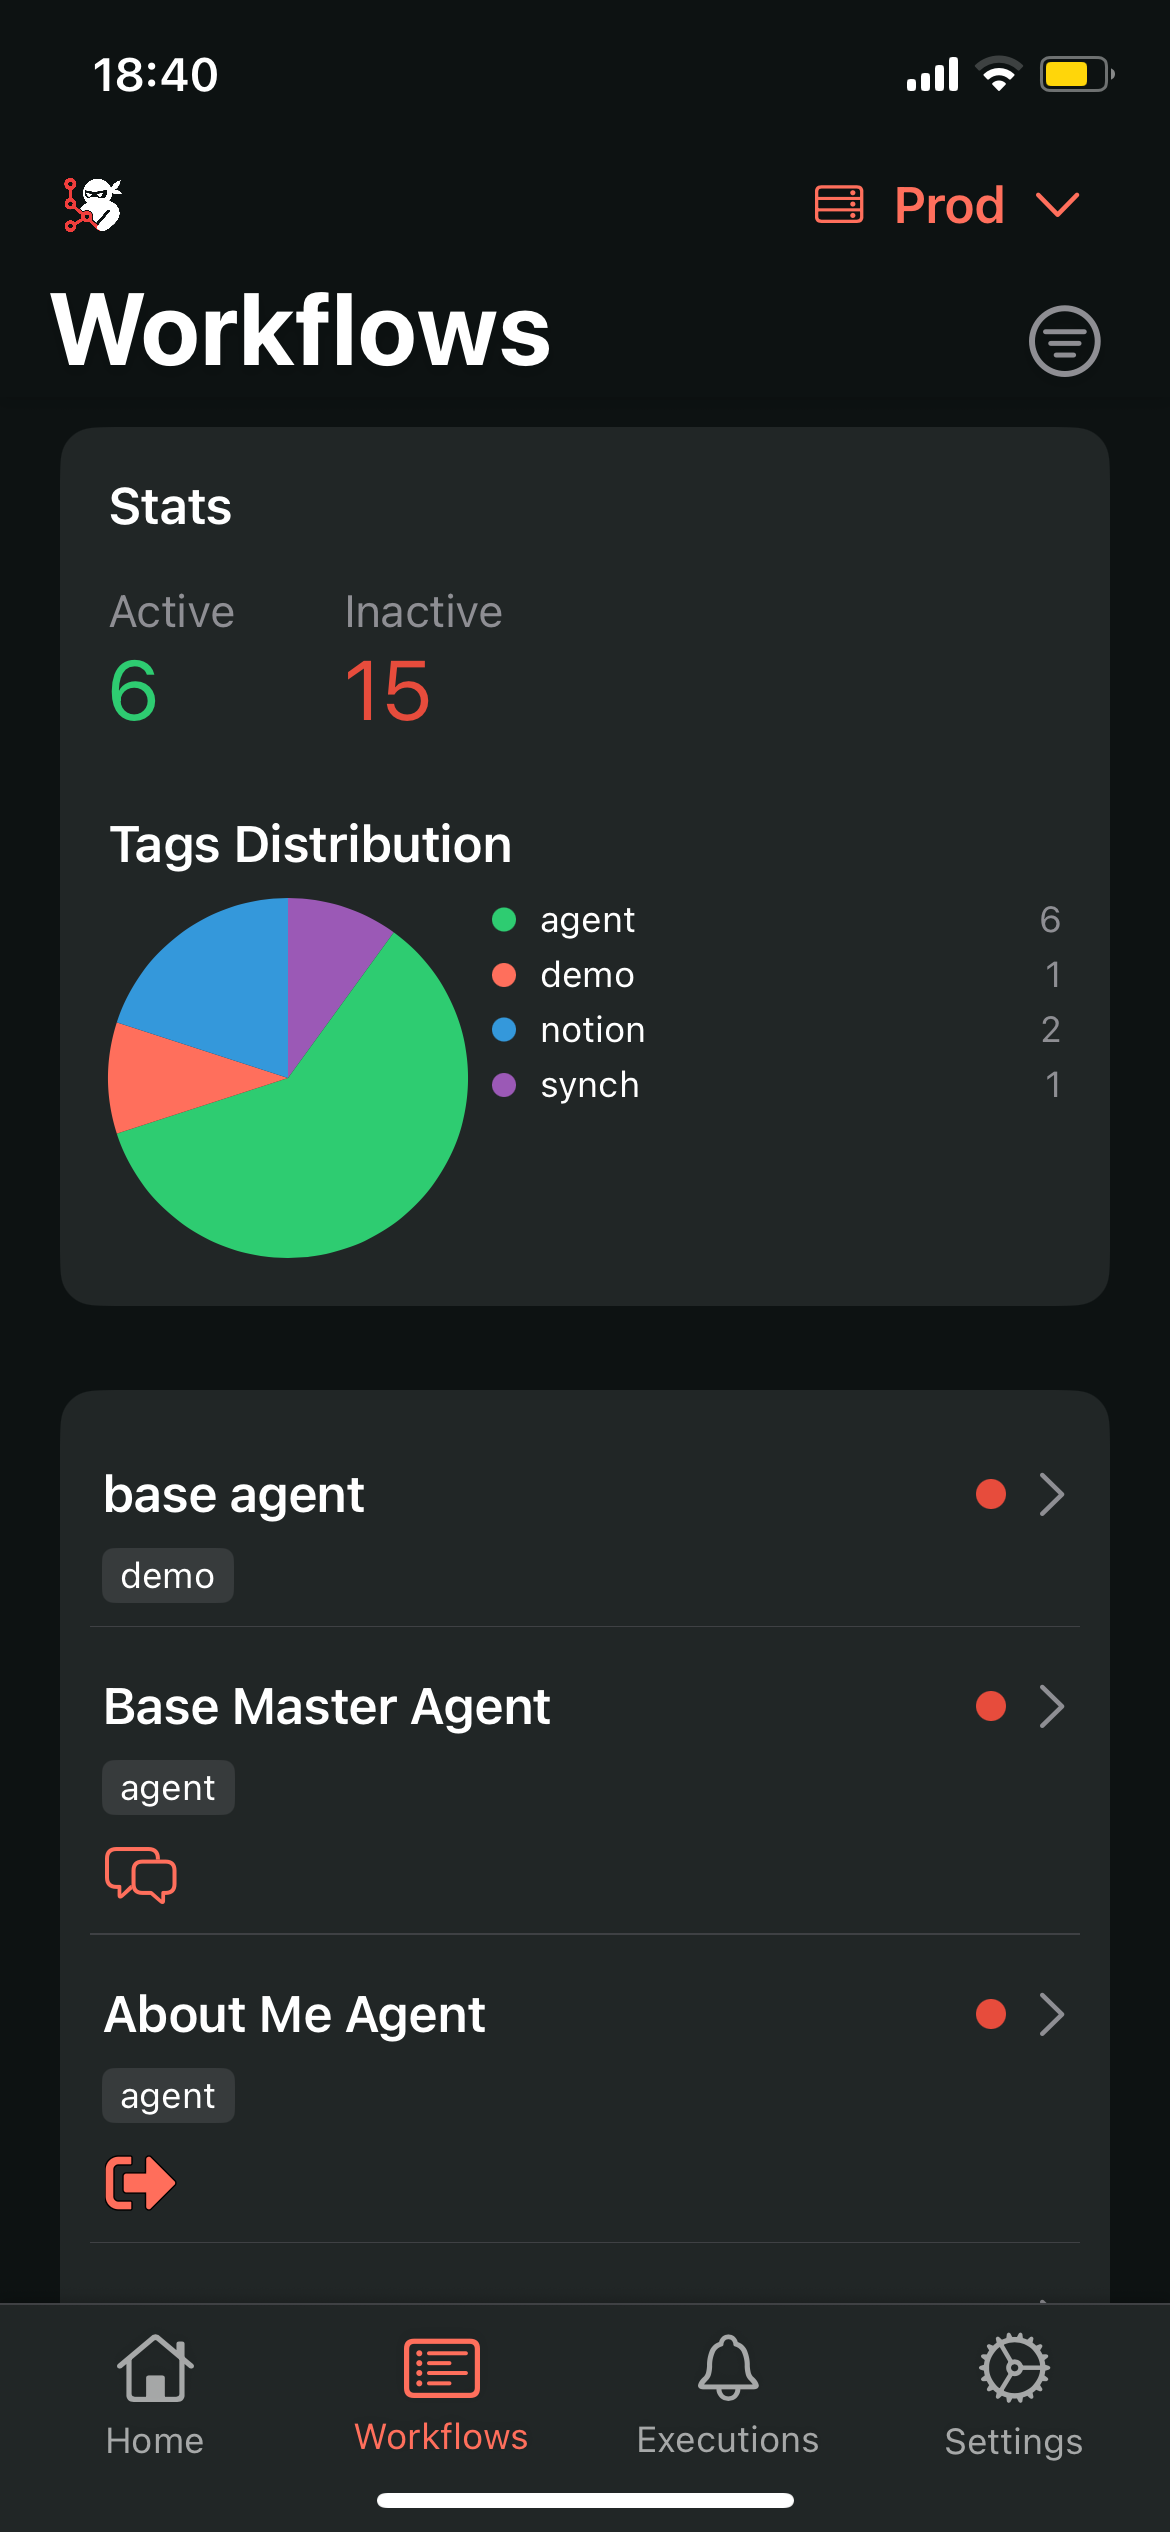 18:40
Prod
Workflows
Stats
Active Inactive
6 15
Tags Distribution
agent 6
demo 1
notion 2
synch 1
base agent
demo
Base Master Agent
agent
About Me Agent
agent
Home Workflows Executions Settings